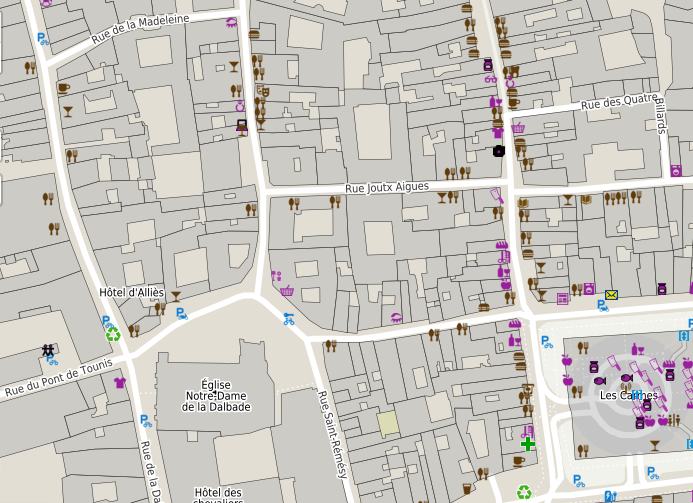 Rue de la Madeleine
Rue des Quatre
Billards
Rue Joutx Aigues
Hôtel d'Alliès
Rue du Pont de Tounis
Église
Notre-Dame
de la Dalbade
Les Carmes
Rue Saint-Rémésy
Rue de la Da
Hôtel des
chevaliers